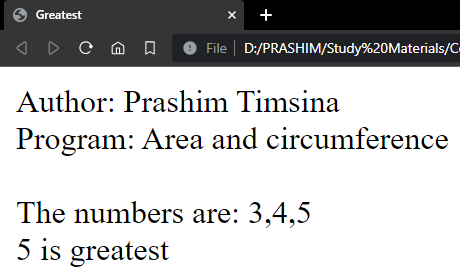 Greatest
File D:/PRASHIM/Study%20Materials/C
Author: Prashim Timsina
Program: Area and circumference
The numbers are: 3,4,5
5 is greatest